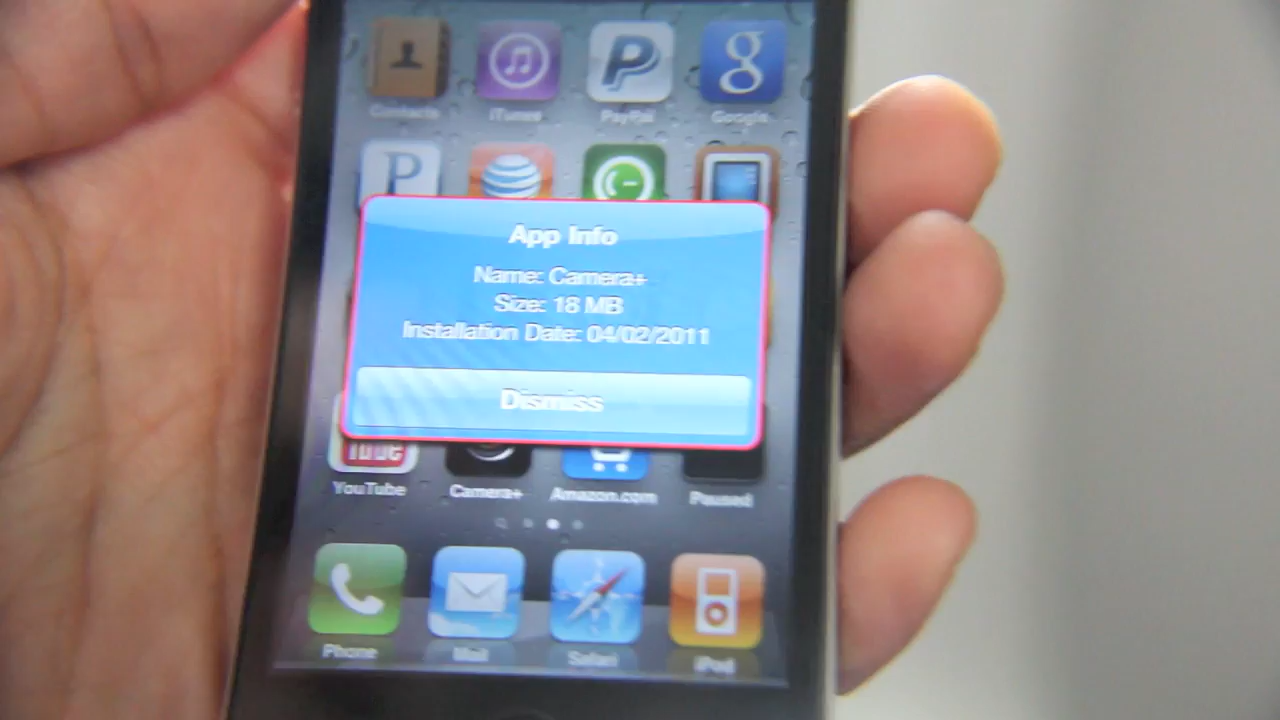 Contacts iTunes PayPal Google
P
App Info
Name: Camera+
Size: 18 MB
Installation Date: 04/02/2011
Dismiss
YouTube Camera+ Amazon.com Paused
Phone Mail Safari iPod